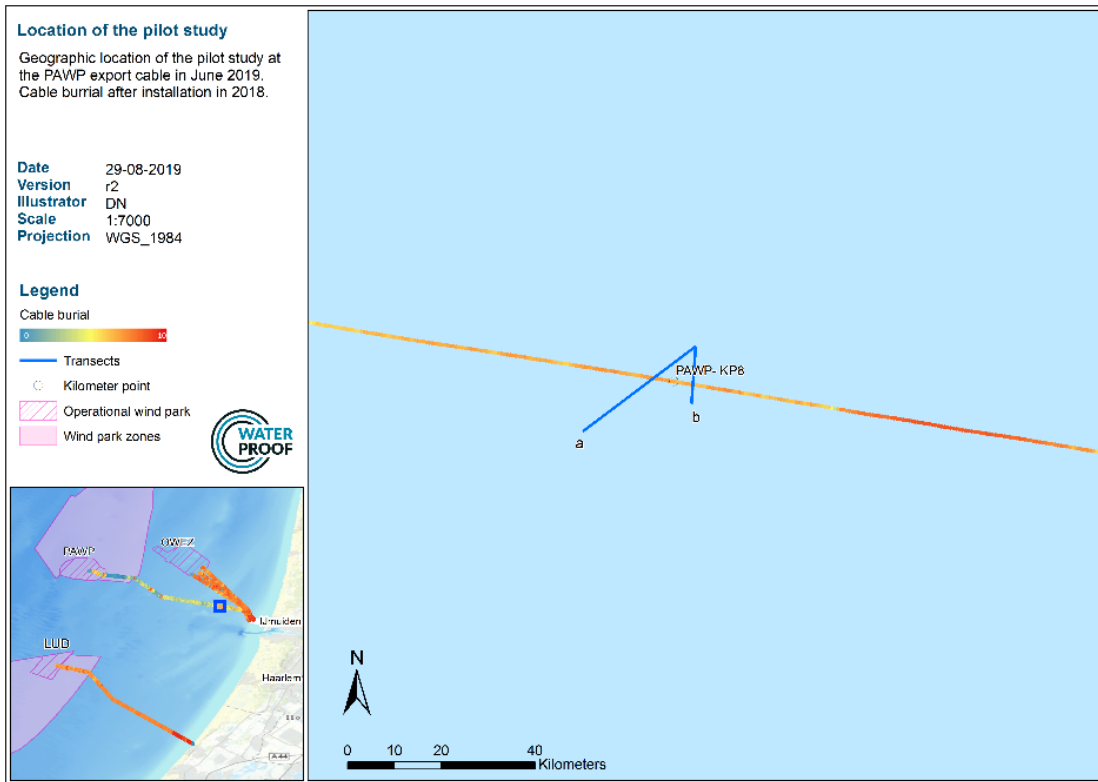 Location of the pilot study
Geographic location of the pilot study at
the PAWP export cable in June 2019.
Cable burrial after installation in 2018.
Date 29-08-2019
Version r2
Illustrator DN
Scale 1:7000
Projection WGS_1984
Legend
Cable burial
0 10
Transects
Kilometer point
Operational wind park
Wind park zones
WATER
PROOF
PAWP- KP8
a
b
N
0 10 20 40
Kilometers
PAWP
OWEZ
IJmuiden
LUD
Haarlem
A 44